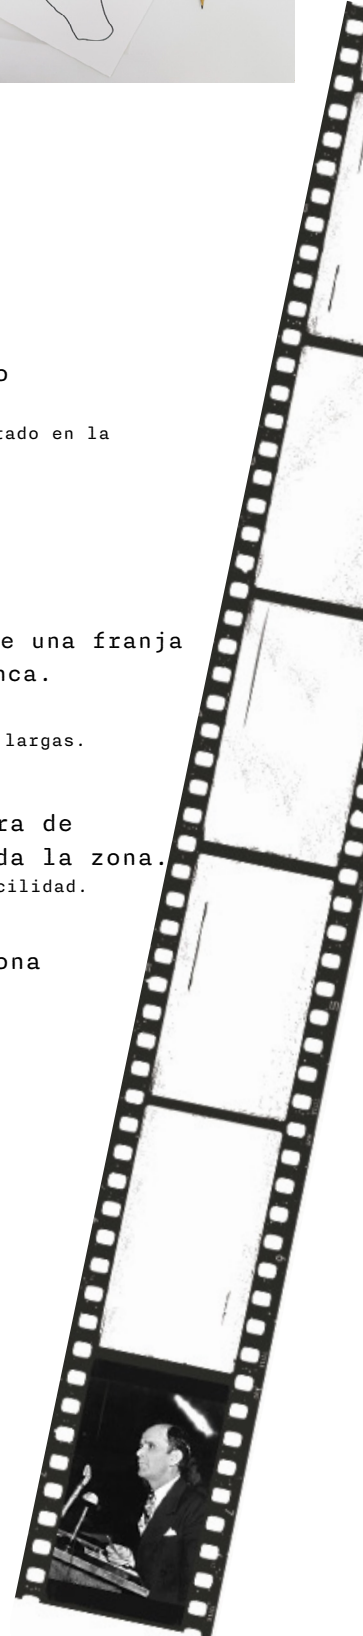 o
tado en la
e una franja
nca.
largas.
ra de
da la zona.
cilidad.
ona